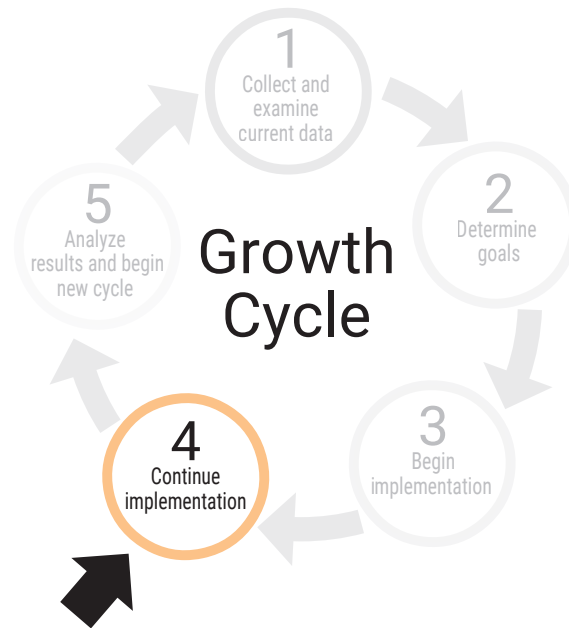 1
Collect and
examine
current data
2
Determine
goals
3
Begin
implementation
4
Continue
implementation
5
Analyze
results and begin
new cycle
Growth
Cycle